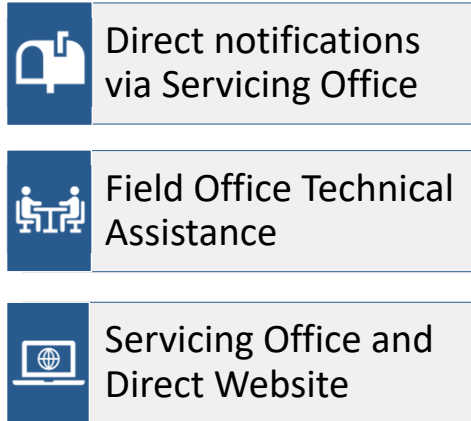 Direct notifications
via Servicing Office
Field Office Technical
Assistance
Servicing Office and
Direct Website